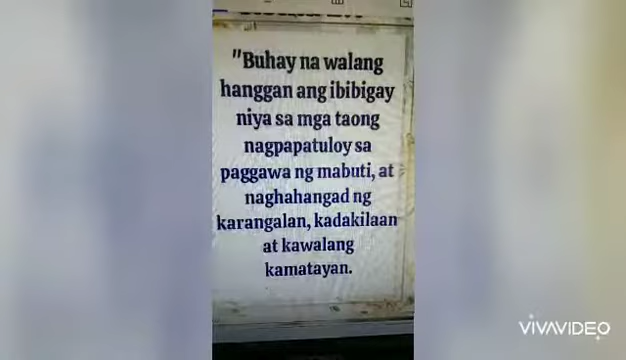 "Buhay na walang
hanggan ang ibibigay
niya sa mga taong
nagpapatuloy sa
paggawa ng mabuti, at
naghahangad ng
karangalan, kadakilaan
at kawalang
kamatayan.
VIVAVIDEO